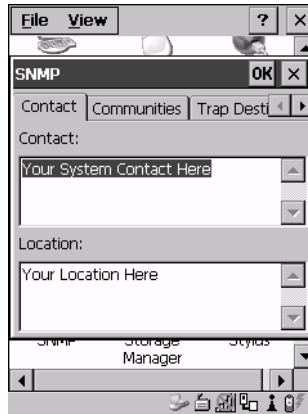 File View ? ×
SNMP OK ×
Contact Communities Trap Desti
Contact:
Your System Contact Here
Location:
Your Location Here
SNMP Storage Stylus
Manager